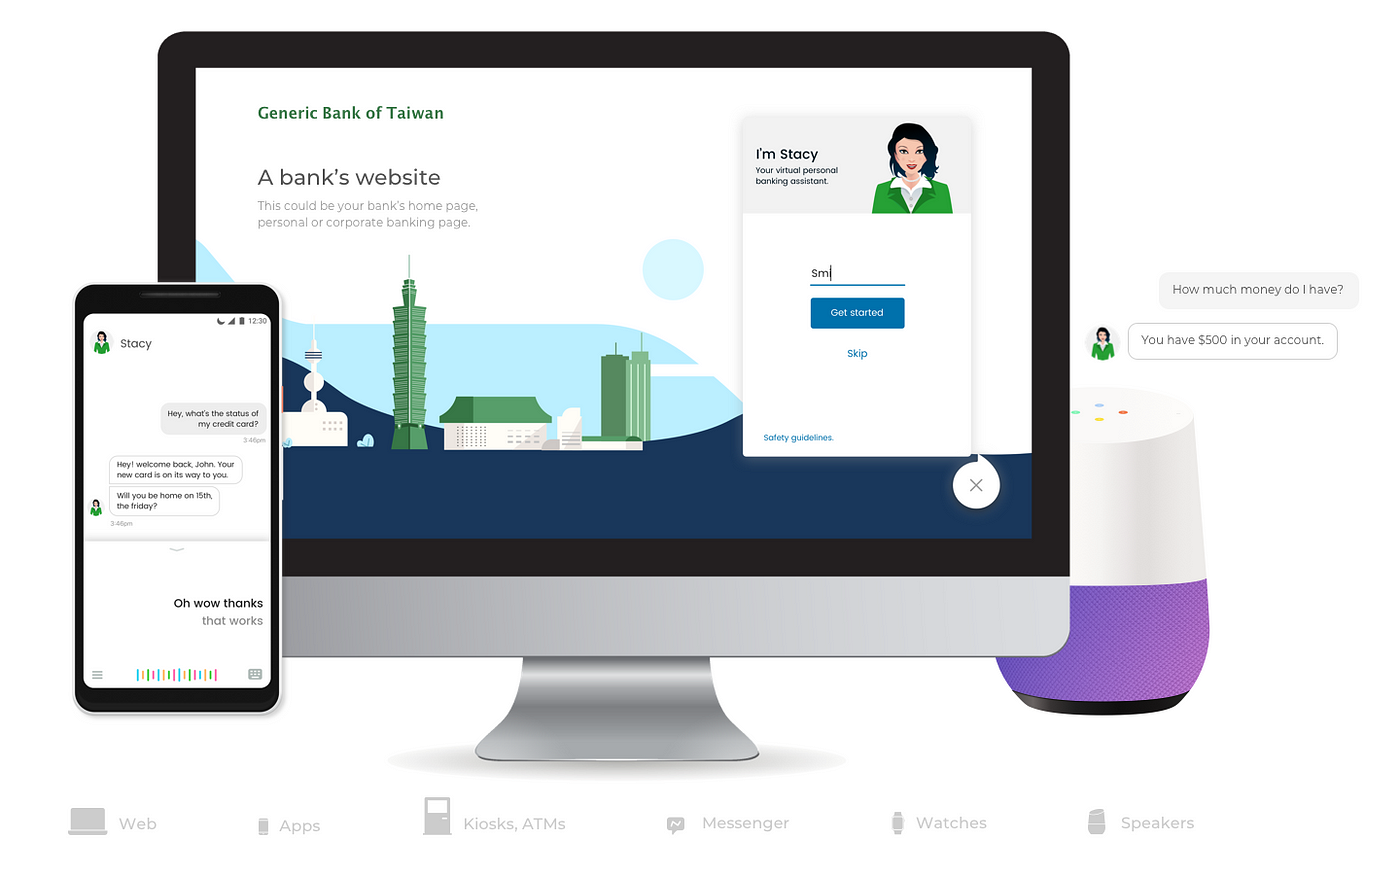 Generic Bank of Taiwan
A bank's website
This could be your bank's home page,
personal or corporate banking page.
I'm Stacy
Your virtual personal
banking assistant.
Smi
Get started
Skip
Safety guidelines.
12:30
Stacy
Hey, what's the status of
my credit card?
3:46pm
Hey! welcome back, John. Your
new card is on its way to you.
Will you be home on 15th,
the friday?
3:46pm
Oh wow thanks
that works
How much money do I have?
You have $500 in your account.
Web
Apps
Kiosks, ATMs
Messenger
Watches
Speakers